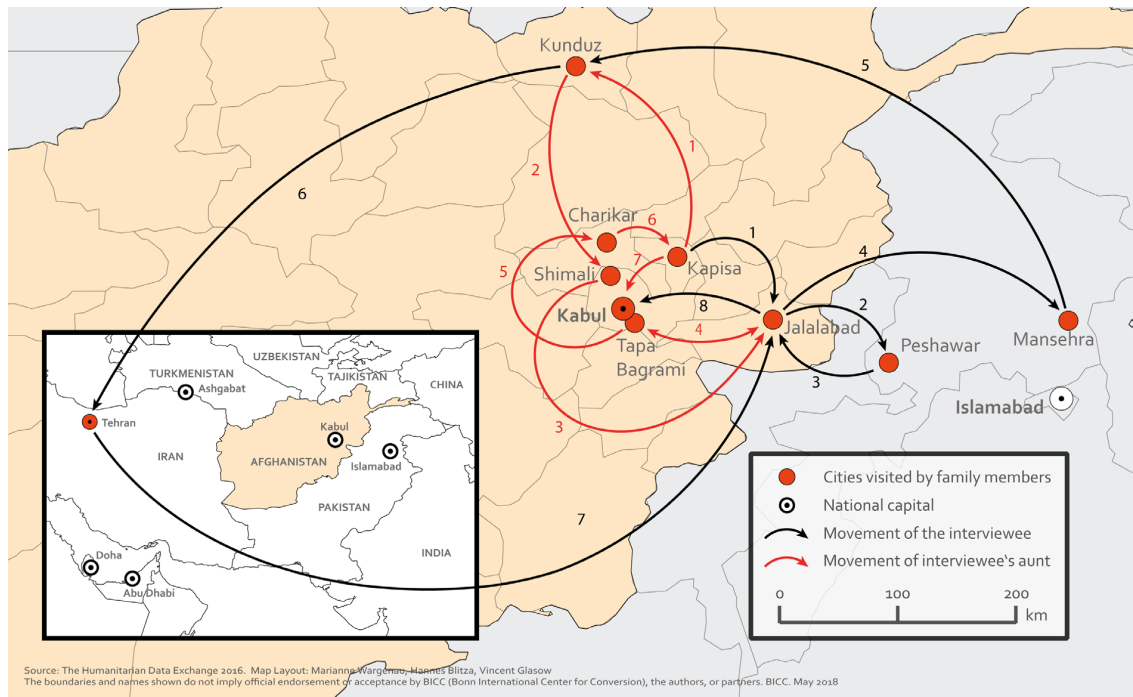 Kunduz
5
1
2
6
Charikar
6
1
Kapisa
4
5
Shimali
7
8
2
Kabul
4
Jalalabad
Mansehra
Tapa
Bagrami
Peshawar
3
Islamabad
3
7
UZBEKISTAN
TURKMENISTAN
TAJIKISTAN
CHINA
Ashgabat
Tehran
Kabul
IRAN
AFGHANISTAN
Islamabad
PAKISTAN
INDIA
Doha
Abu Dhabi
Cities visited by family members
National capital
Movement of the interviewee
Movement of interviewee's aunt
0 100 200
km
Source: The Humanitarian Data Exchange 2016. Map Layout: Marianne Wargenau, Hannes Blitza, Vincent Glasow
The boundaries and names shown do not imply official endorsement or acceptance by BICC (Bonn International Center for Conversion), the authors, or partners. BICC. May 2018